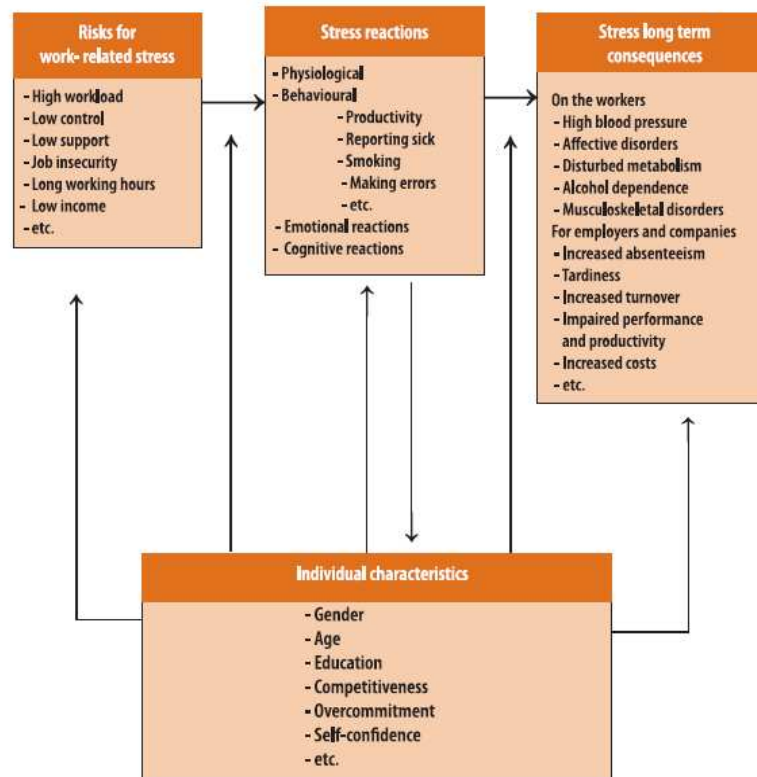 Risks for
work- related stress
- High workload
- Low control
- Low support
- Job insecurity
- Long working hours
- Low income
- etc.
Stress reactions
- Physiological
- Behavioural
- Productivity
- Reporting sick
- Smoking
- Making errors
- etc.
- Emotional reactions
- Cognitive reactions
Stress long term
consequences
On the workers
- High blood pressure
- Affective disorders
- Disturbed metabolism
- Alcohol dependence
- Musculoskeletal disorders
For employers and companies
- Increased absenteeism
- Tardiness
- Increased turnover
- Impaired performance
and productivity
- Increased costs
- etc.
Individual characteristics
- Gender
- Age
- Education
- Competitiveness
- Overcommitment
- Self-confidence
- etc.